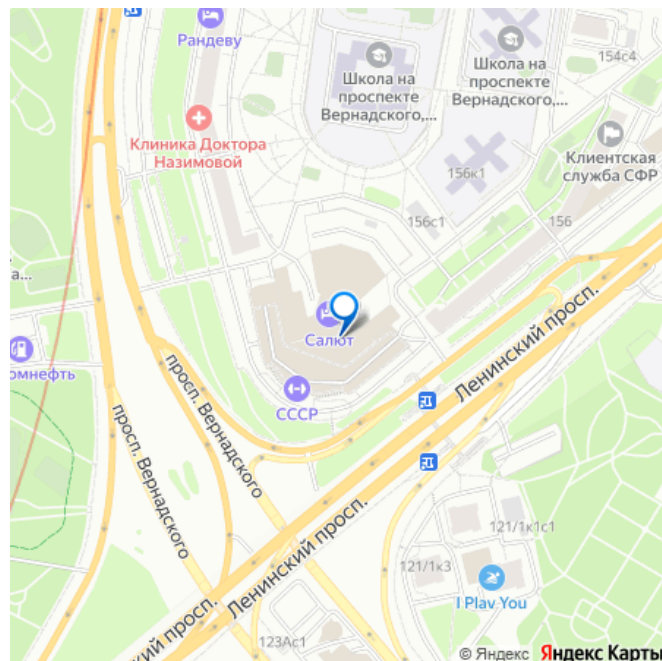 Рандеву
154с4
Школа на
проспекте
Вернадского,...
Школа на
проспекте
Вернадского,...
Клиника Доктора
Назимовой
Клиентская
служба СФР
156к1
156с1
156
а...
Салют
Ленинский просп.
омнефть
СССР
просп. Вернадского
просп. Вернадского
Ленинский просп.
121/1к1с1
121/1к3
I Play You
ский просп.
123Ас1
© Яндекс Яндекс Карты